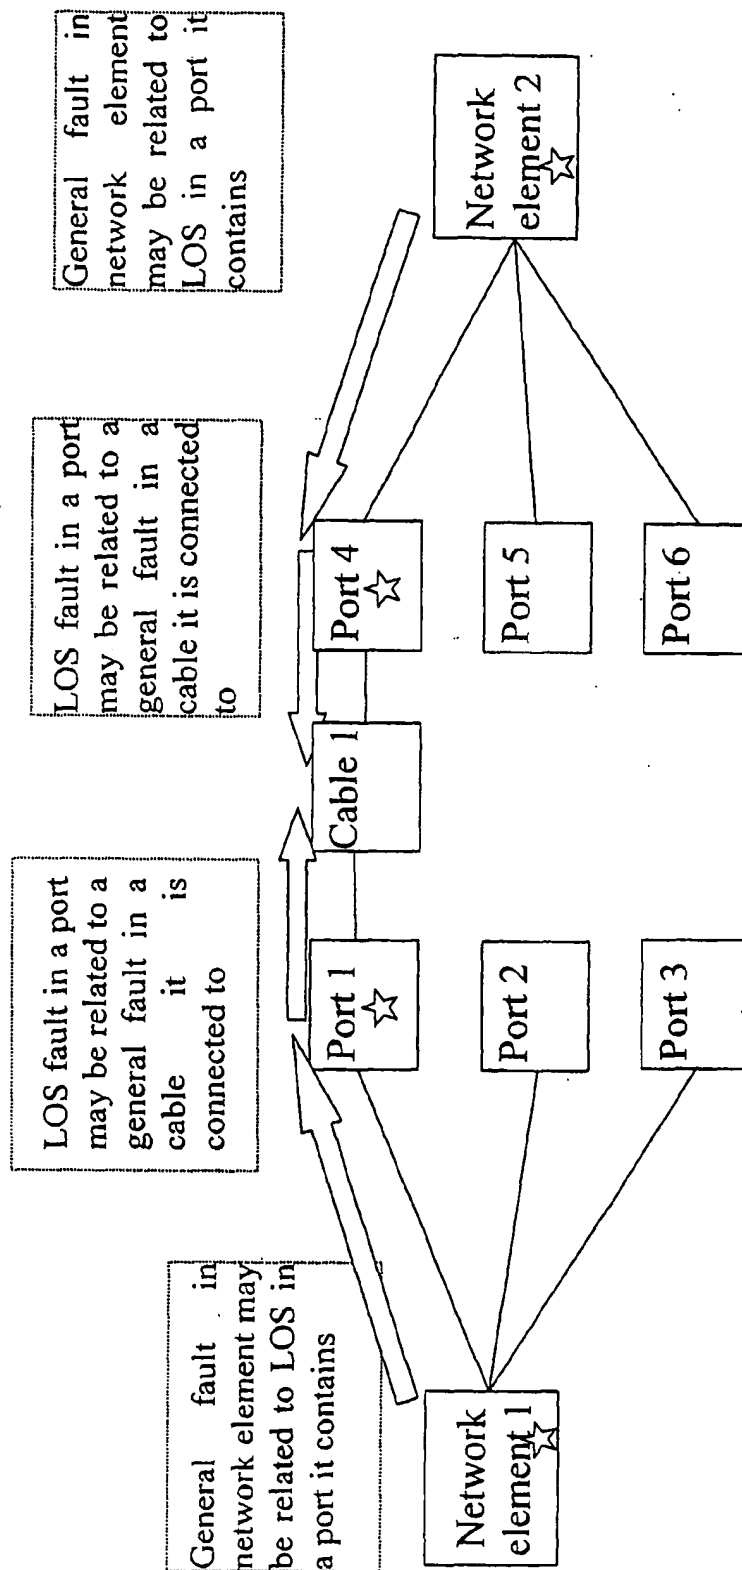 General fault in
network element may
be related to LOS in
a port it contains
LOS fault in a port
may be related to a
general fault in a
cable it is
connected to
LOS fault in a port
may be related to a
general fault in a
cable it is connected
to
General fault in
network element
may be related to
LOS in a port it
contains
Network
element 1
Port 1
Port 2
Port 3
Cable 1
Port 4
Port 5
Port 6
Network
element 2